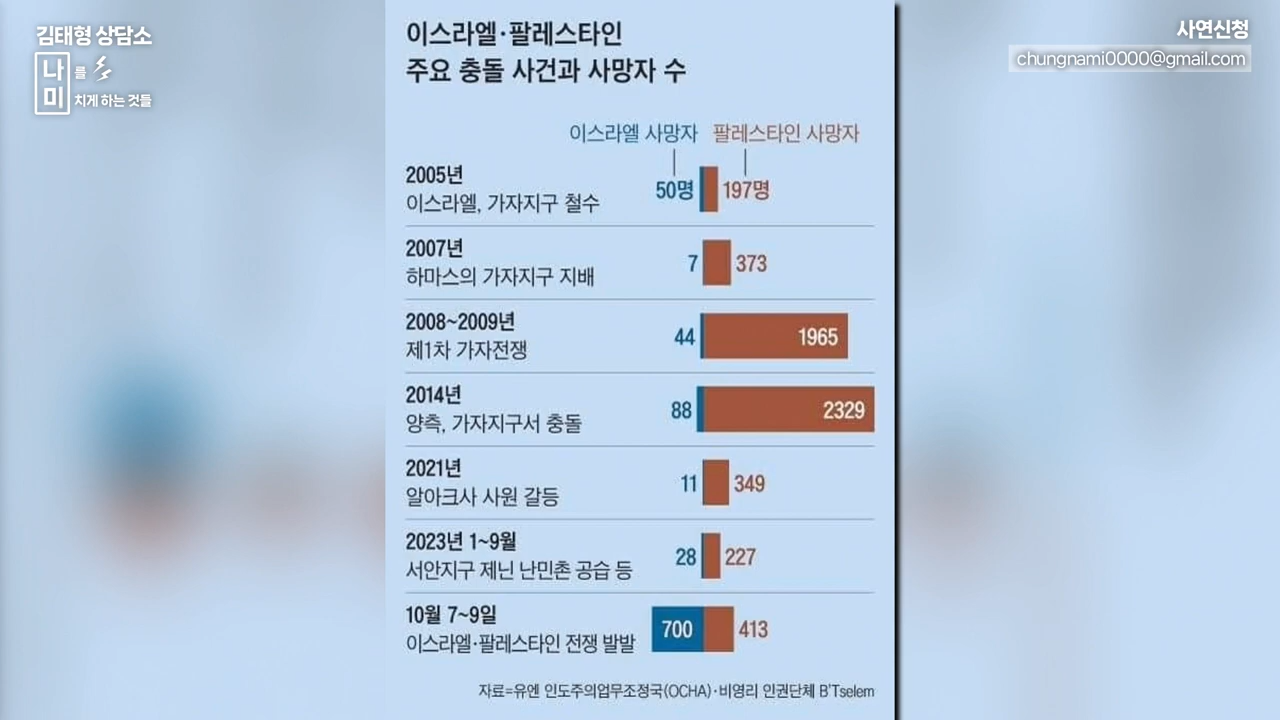 김태형 상담소
나를
미치게 하는 것들
사연신청
chungnami0000@gmail.com
이스라엘·팔레스타인
주요 충돌 사건과 사망자 수
이스라엘 사망자 팔레스타인 사망자
2005년
이스라엘, 가자지구 철수
50명 197명
2007년
하마스의 가자지구 지배
7 373
2008~2009년
제1차 가자전쟁
44 1965
2014년
양측, 가자지구서 충돌
88 2329
2021년
알아크사 사원 갈등
11 349
2023년 1~9월
서안지구 제닌 난민촌 공습 등
28 227
10월 7~9일
이스라엘·팔레스타인 전쟁 발발
700 413
자료=유엔 인도주의업무조정국(OCHA)·비영리 인권단체 B'Tselem